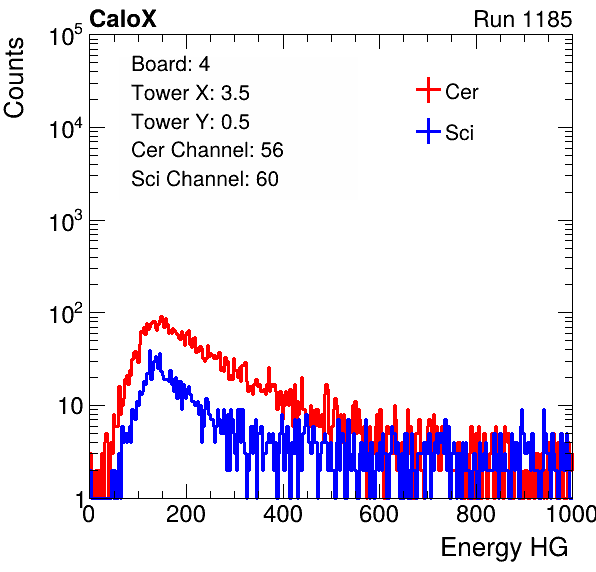 CaloX Run 1185
Counts
Board: 4
Tower X: 3.5
Tower Y: 0.5
Cer Channel: 56
Sci Channel: 60
Cer
Sci
10^5
10^4
10^3
10^2
10
1
0 200 400 600 800 1000
Energy HG